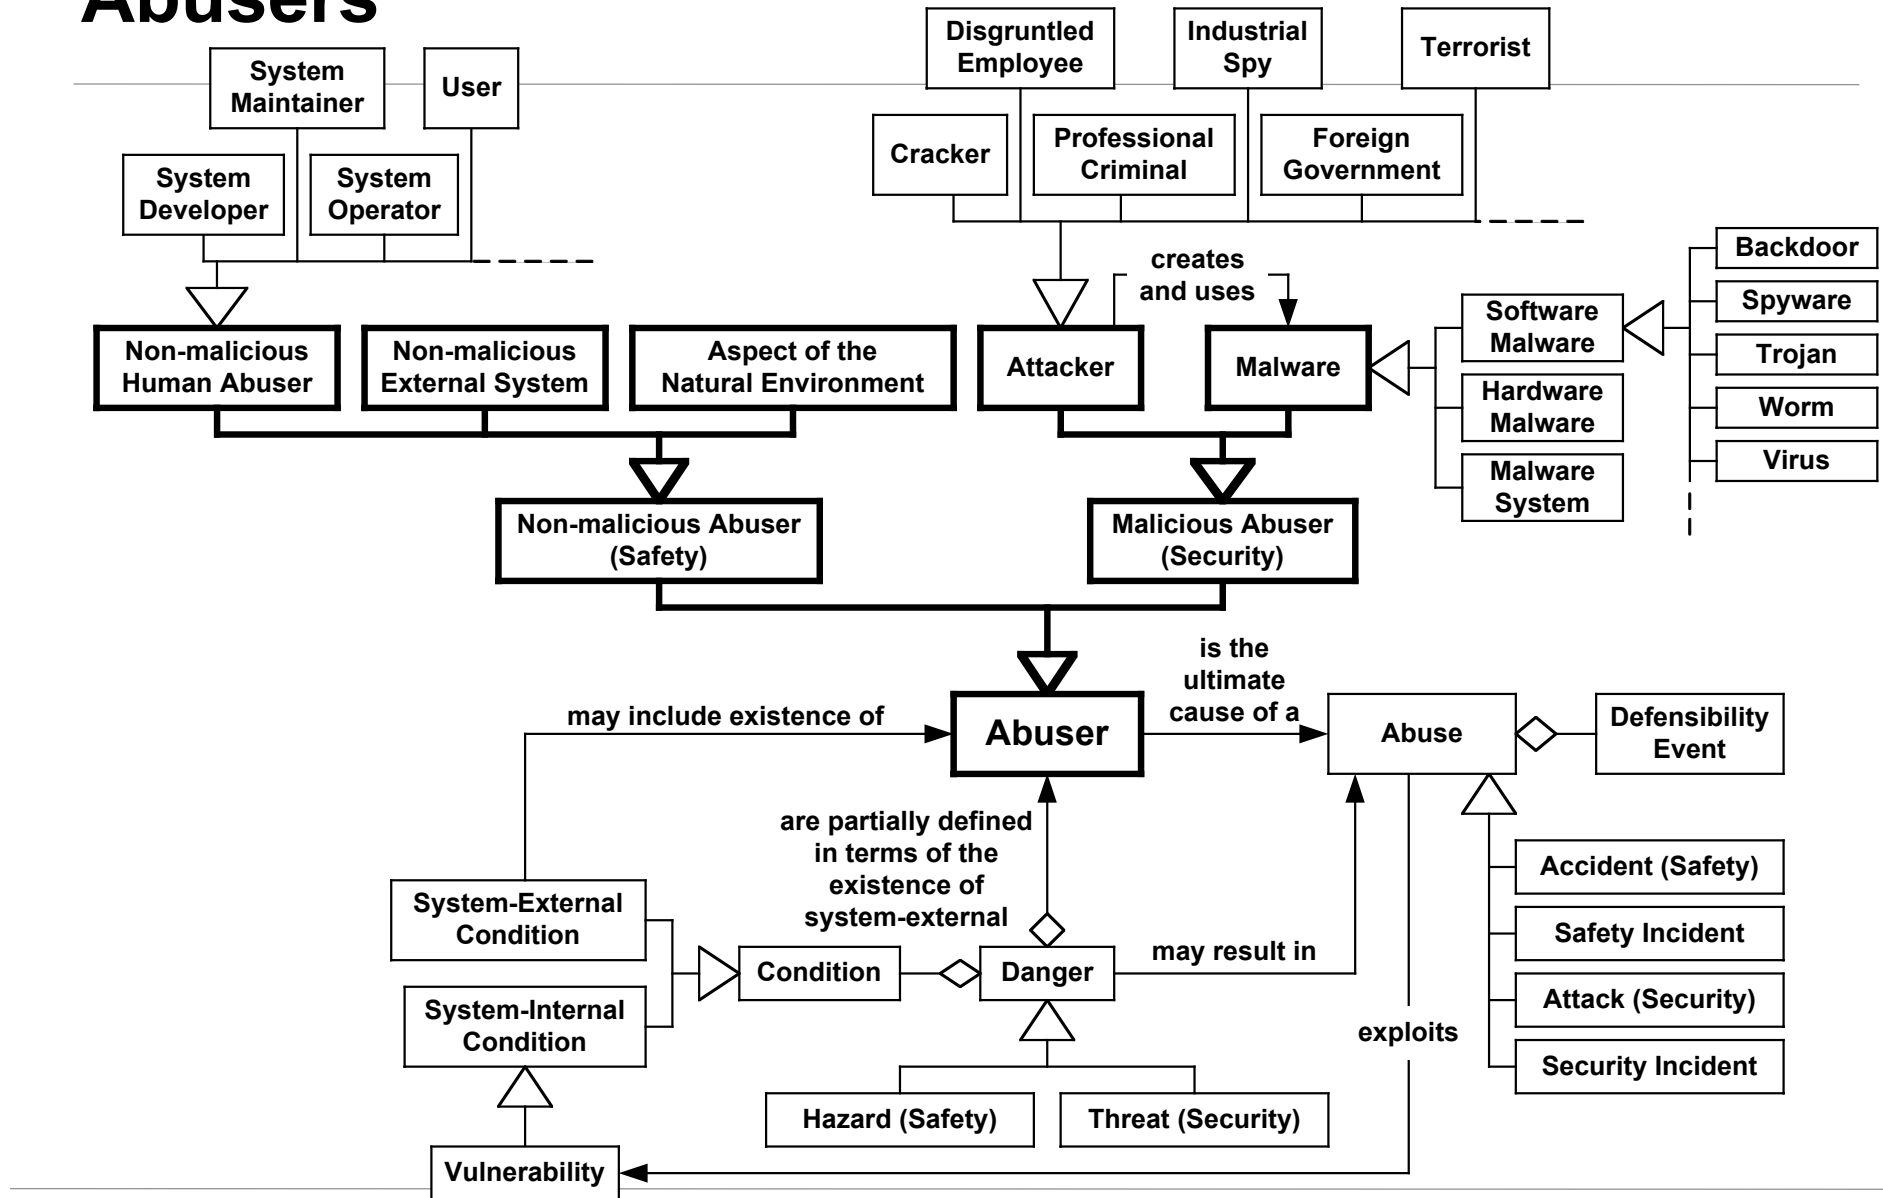 Abusers
Disgruntled
Employee
Industrial
Spy
Terrorist
System
Maintainer
User
Cracker
Professional
Criminal
Foreign
Government
System
Developer
System
Operator
Backdoor
creates
and uses
Spyware
Software
Malware
Trojan
Non-malicious
Human Abuser
Non-malicious
External System
Aspect of the
Natural Environment
Attacker
Malware
Hardware
Malware
Worm
Virus
Malware
System
Non-malicious Abuser
(Safety)
Malicious Abuser
(Security)
is the
ultimate
cause of a
may include existence of
Abuser
Abuse
Defensibility
Event
are partially defined
in terms of the
existence of
system-external
Accident (Safety)
System-External
Condition
Safety Incident
may result in
Condition
Danger
Attack (Security)
System-Internal
Condition
exploits
Security Incident
Hazard (Safety)
Threat (Security)
Vulnerability